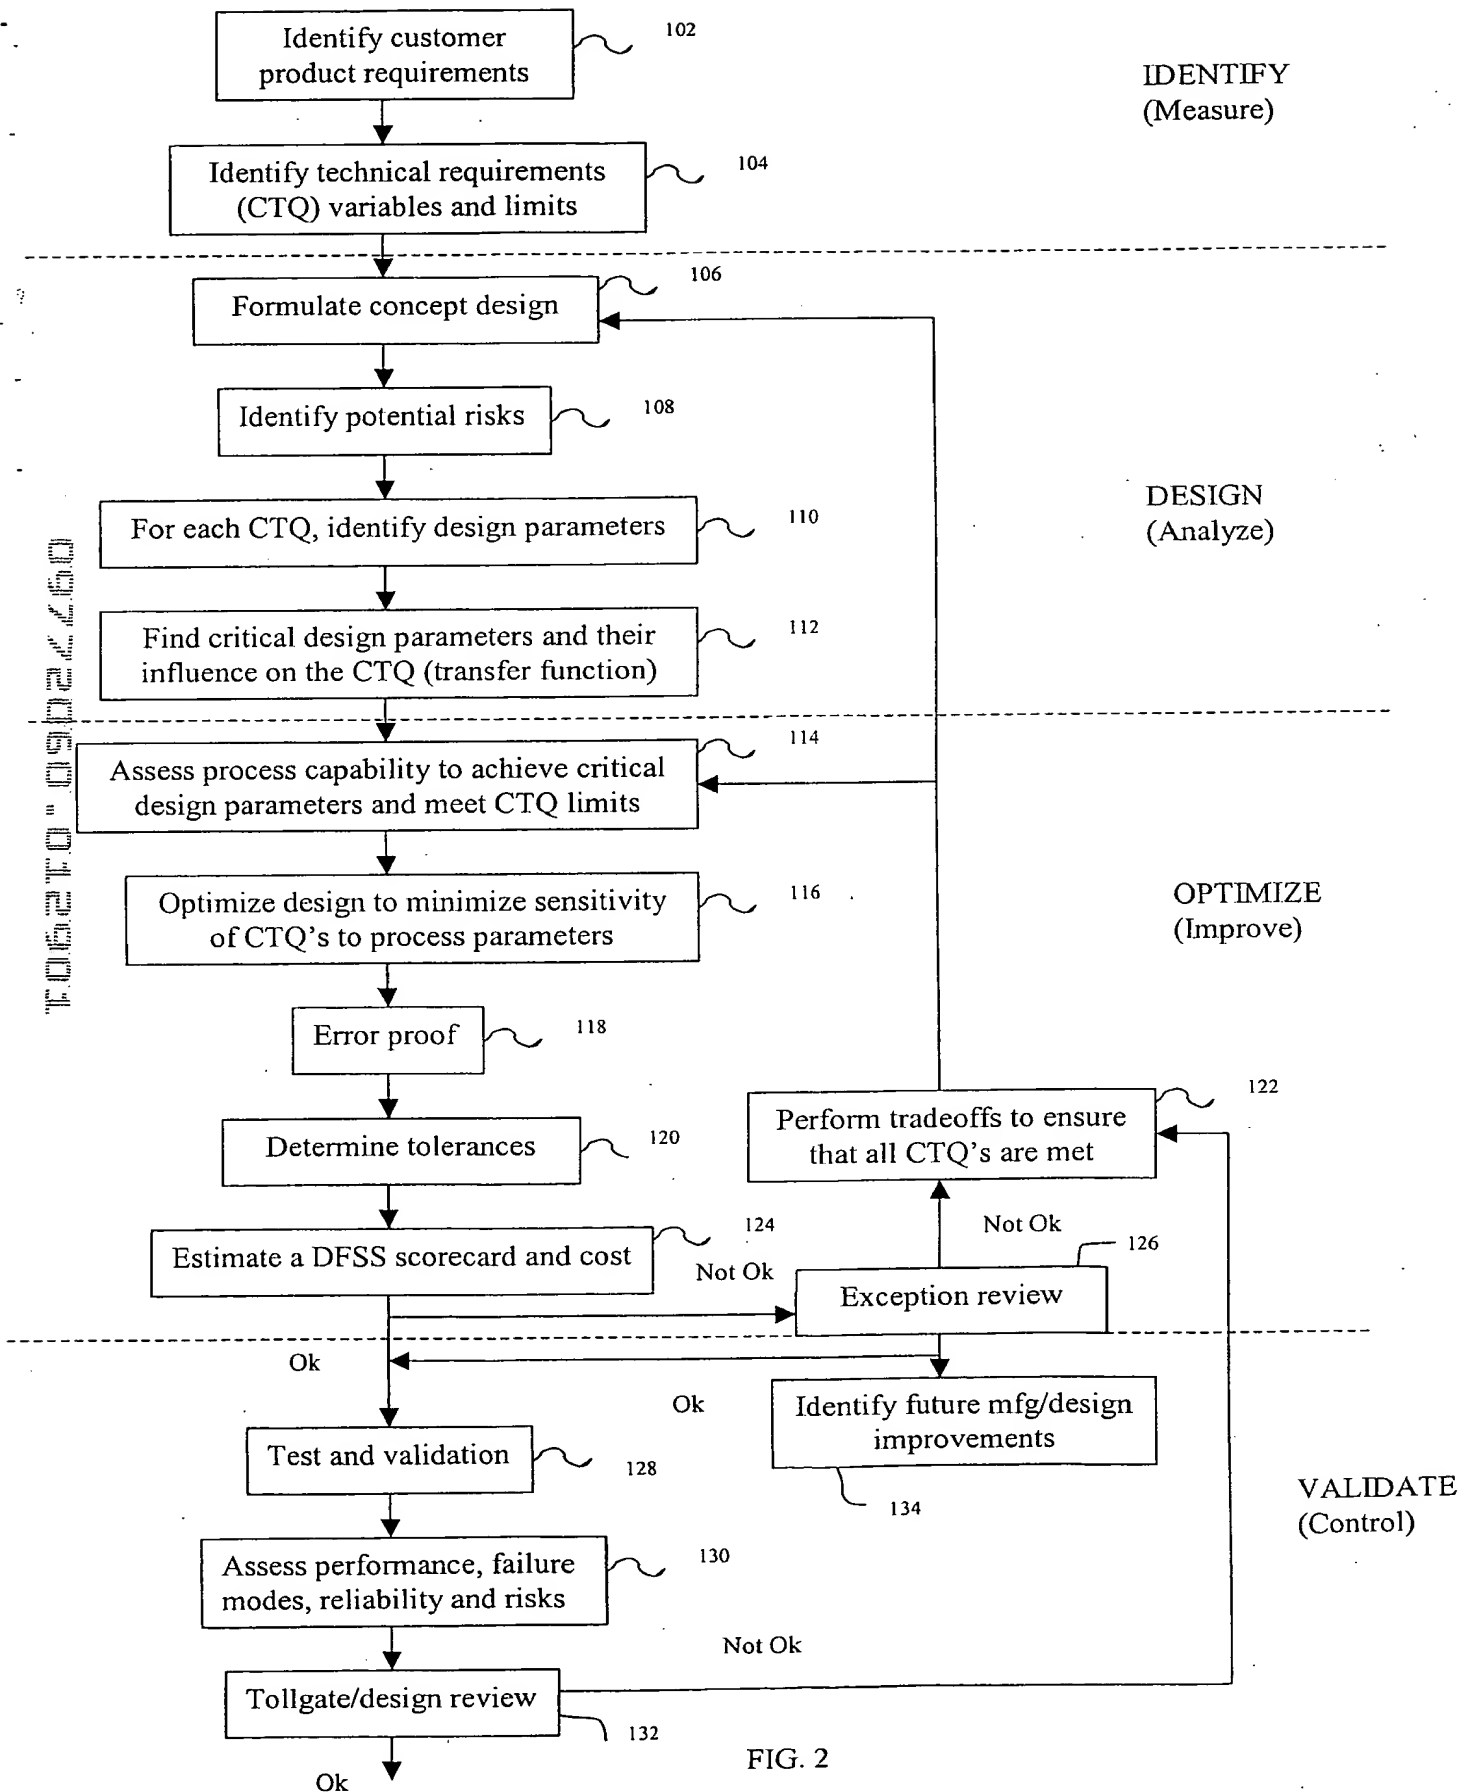 Identify customer
product requirements
102
IDENTIFY
(Measure)
Identify technical requirements
(CTQ) variables and limits
104
Formulate concept design
106
Identify potential risks
108
For each CTQ, identify design parameters
110
DESIGN
(Analyze)
Find critical design parameters and their
influence on the CTQ (transfer function)
112
Assess process capability to achieve critical
design parameters and meet CTQ limits
114
Optimize design to minimize sensitivity
of CTQ's to process parameters
116
OPTIMIZE
(Improve)
Error proof
118
Perform tradeoffs to ensure
that all CTQ's are met
122
Determine tolerances
120
Not Ok
Estimate a DFSS scorecard and cost
124
Not Ok
Exception review
126
Ok
Ok
Identify future mfg/design
improvements
134
Test and validation
128
VALIDATE
(Control)
Assess performance, failure
modes, reliability and risks
130
Not Ok
Tollgate/design review
132
Ok
FIG. 2